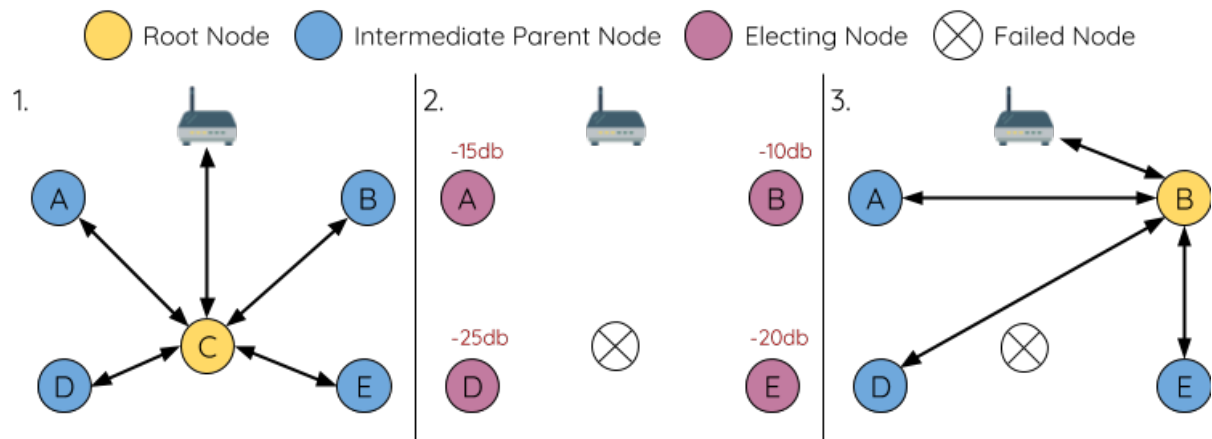 Root Node Intermediate Parent Node Electing Node Failed Node
1. 2. 3.
-15db -10db
A B A B A B
C
-25db -20db
D E D E D E